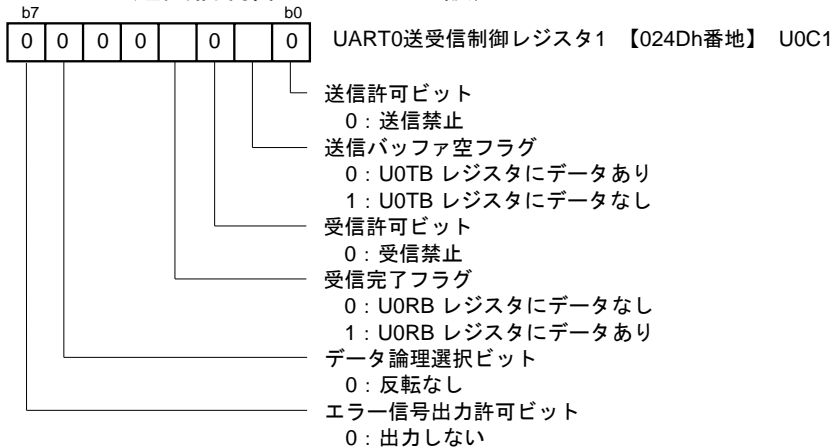 b7 b0
0 0 0 0 0 0 UART0送受信制御レジスタ1 【024Dh番地】 U0C1
送信許可ビット
0:送信禁止
送信バッファ空フラグ
0:U0TB レジスタにデータあり
1:U0TB レジスタにデータなし
受信許可ビット
0:受信禁止
受信完了フラグ
0:U0RB レジスタにデータなし
1:U0RB レジスタにデータあり
データ論理選択ビット
0:反転なし
エラー信号出力許可ビット
0:出力しない